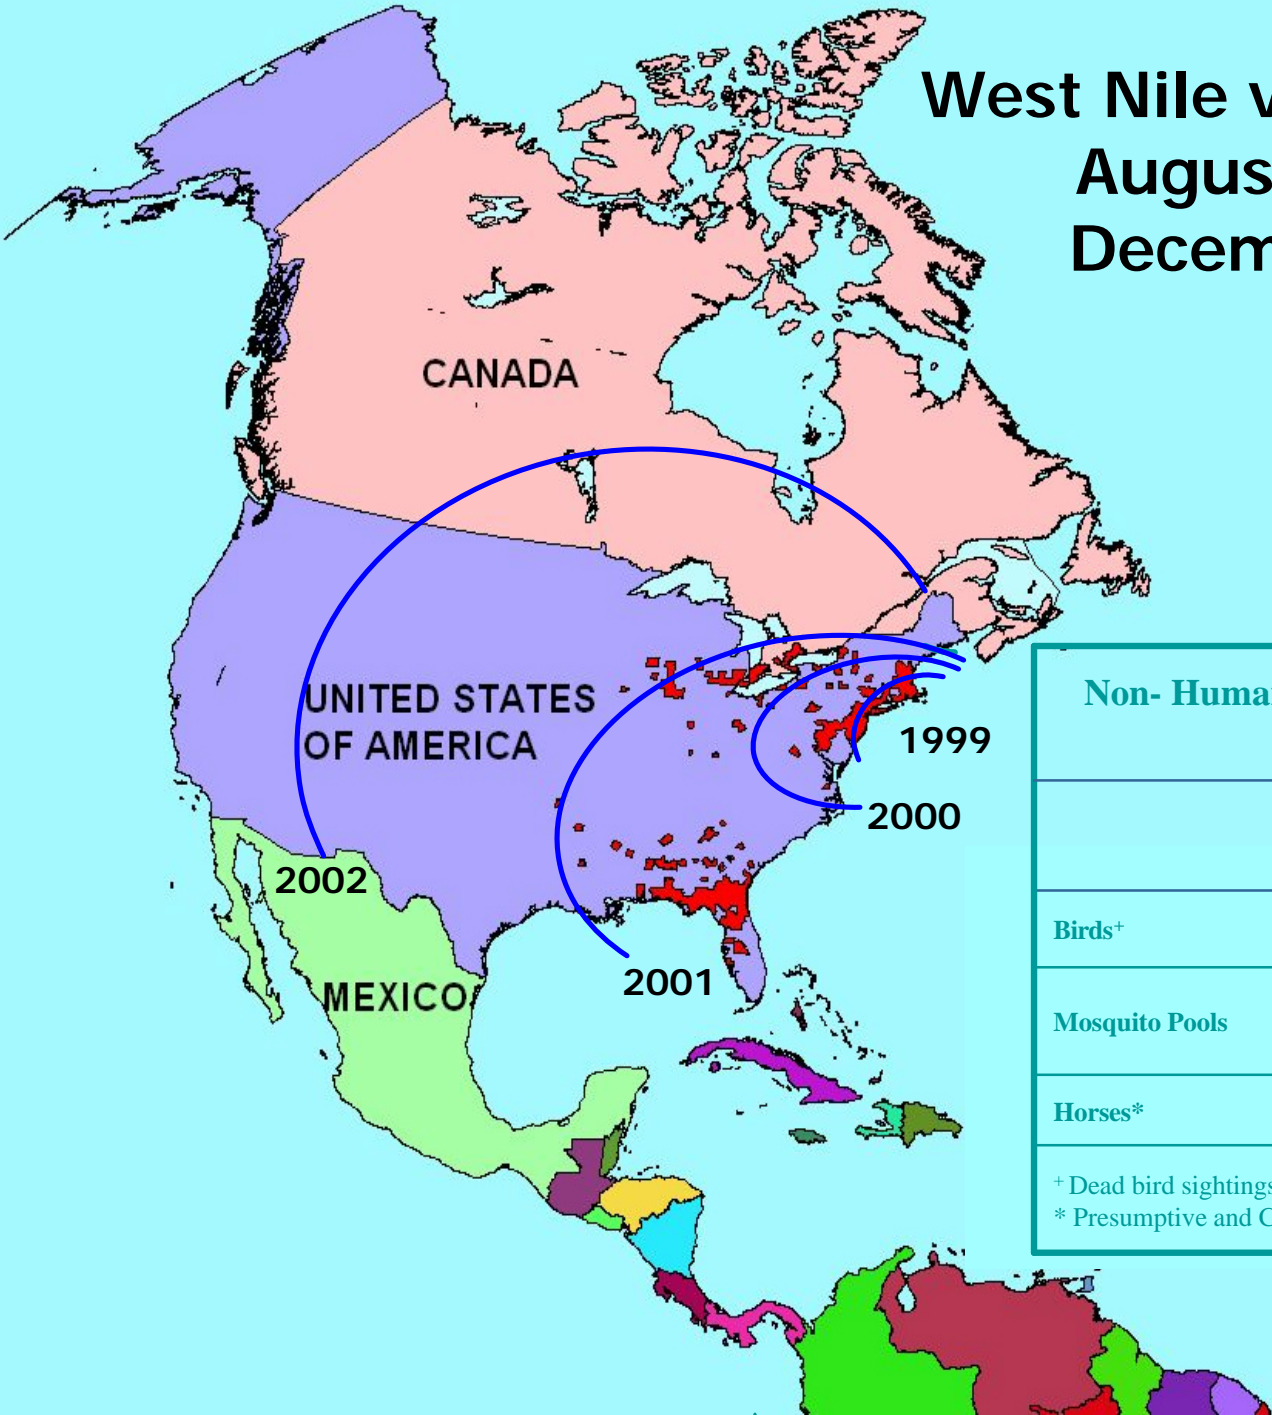 West Nile v
Augus
Decem
CANADA
UNITED STATES
OF AMERICA
1999
2000
2002
2001
MEXICO
Non- Huma
Birds+
Mosquito Pools
Horses*
+ Dead bird sightings
* Presumptive and C